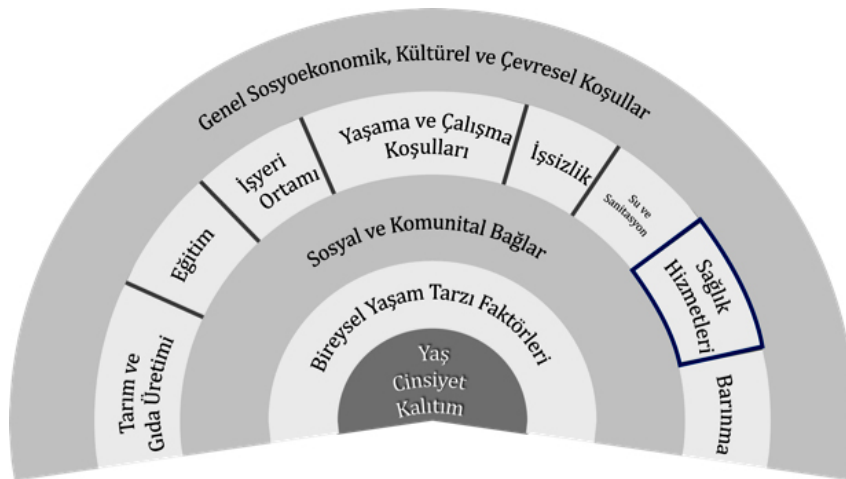 Genel Sosyoekonomik, Kültürel ve Çevresel Koşullar
Tarım ve
Gıda Üretimi
Eğitim
İşyeri
Ortamı
Yaşama ve Çalışma
Koşulları
İşsizlik
Su ve
Sanitasyon
Sağlık
Hizmetleri
Barınma
Sosyal ve Komunital Bağlar
Bireysel Yaşam Tarzı Faktörleri
Yaş
Cinsiyet
Kalıtım